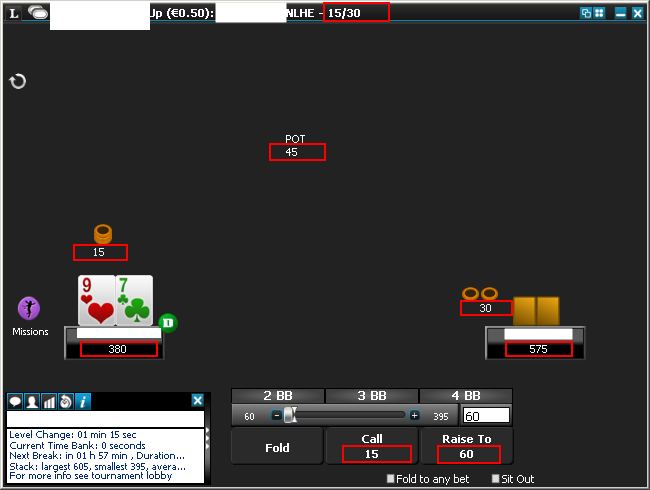 L Up (€0.50): NLHE - 15/30
POT
45
15
9 7
D
30
Missions
380
575
2 BB 3 BB 4 BB
60 - + 395 60
Fold
Call
15
Raise To
60
Fold to any bet Sit Out
i
Level Change: 01 min 15 sec
Current Time Bank: 0 seconds
Next Break: in 01 h 57 min , Duration...
Stack: largest 605, smallest 395, avera...
For more info see tournament lobby